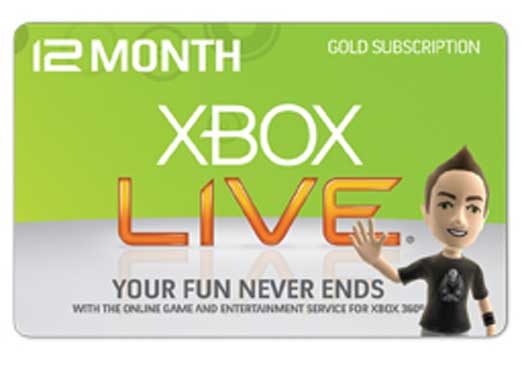 12 MONTH
GOLD SUBSCRIPTION
XBOX
LIVE®
YOUR FUN NEVER ENDS
WITH THE ONLINE GAME AND ENTERTAINMENT SERVICE FOR XBOX 360®